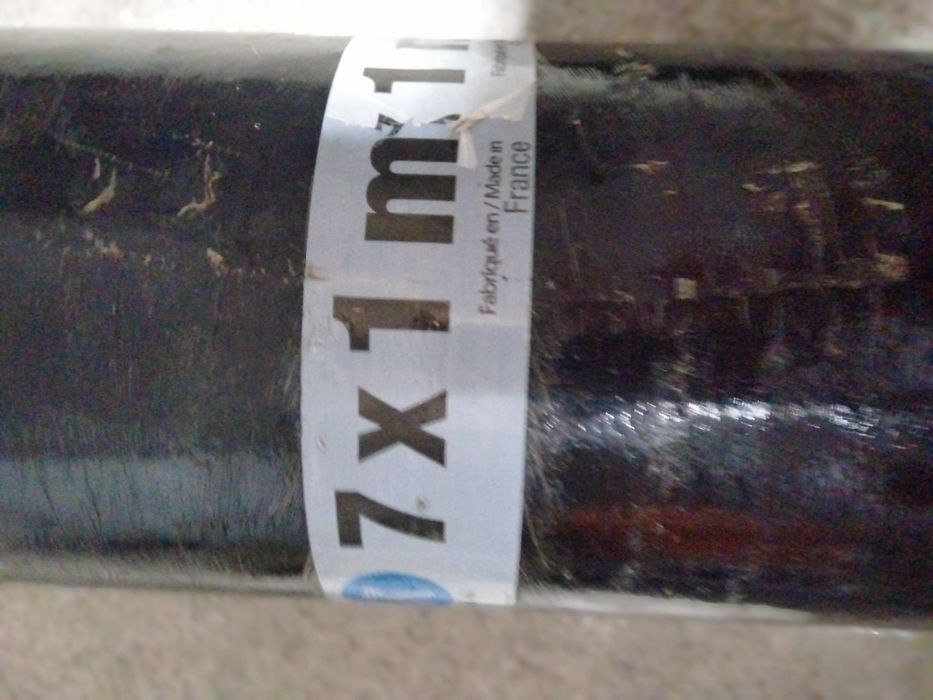 7 x 1 m
Fabriqué en / Made in
France